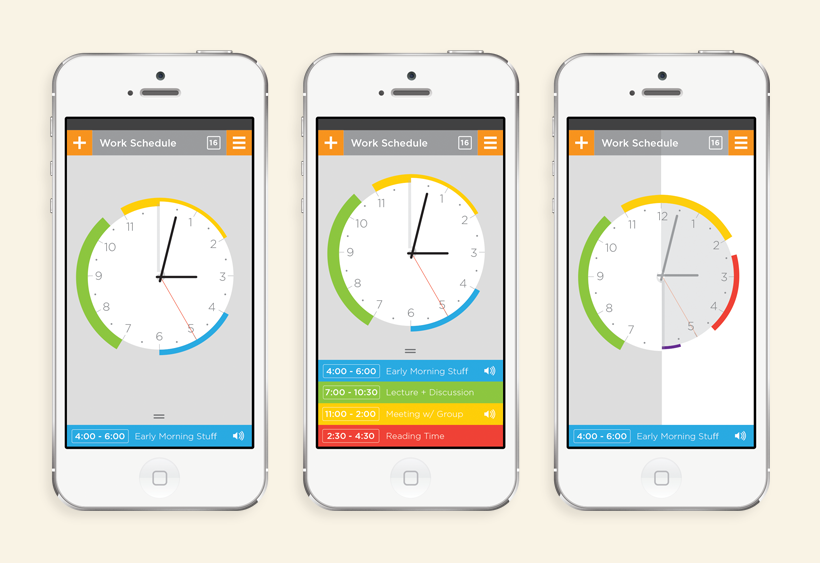 Work Schedule 16
11 1
10 2
9 3
8 4
7 5
6
4:00 - 6:00 Early Morning Stuff
Work Schedule 16
11 1
10 2
9 3
8 4
7 5
6
4:00 - 6:00 Early Morning Stuff
7:00 - 10:30 Lecture + Discussion
11:00 - 2:00 Meeting w/ Group
2:30 - 4:30 Reading Time
Work Schedule 16
12
11 1
10 2
9 3
8 4
7 5
4:00 - 6:00 Early Morning Stuff